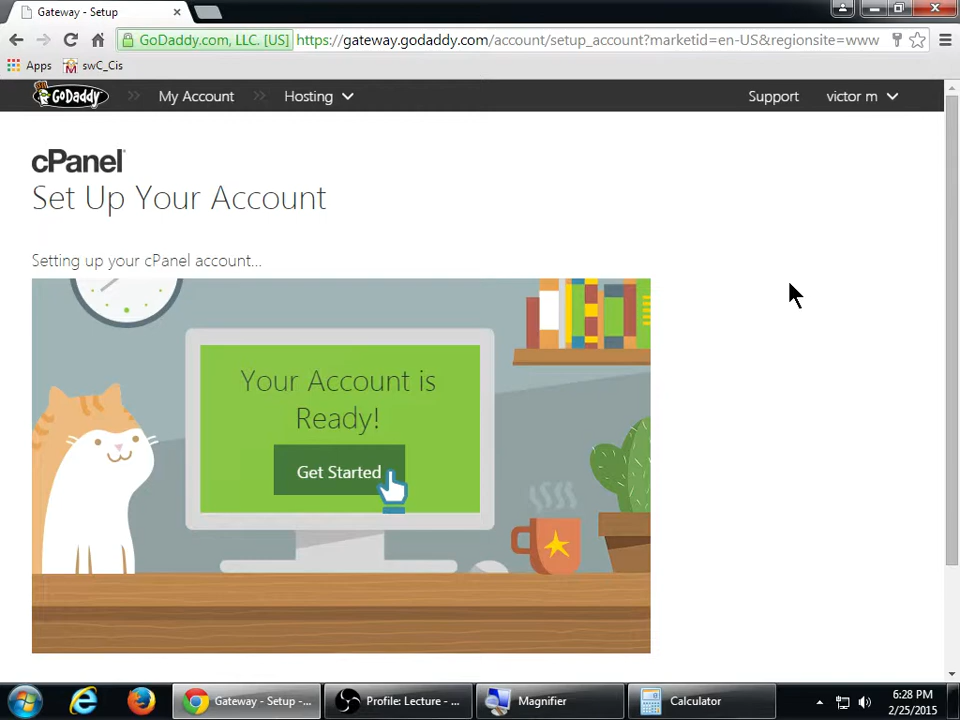 Gateway - Setup
GoDaddy.com, LLC. [US] https://gateway.godaddy.com/account/setup_account?marketid=en-US&regionsite=www
Apps swC_Cis
GoDaddy My Account Hosting Support victor m
cPanel
Set Up Your Account
Setting up your cPanel account...
Your Account is
Ready!
Get Started
Gateway - Setup -... Profile: Lecture - ... Magnifier Calculator
6:28 PM
2/25/2015